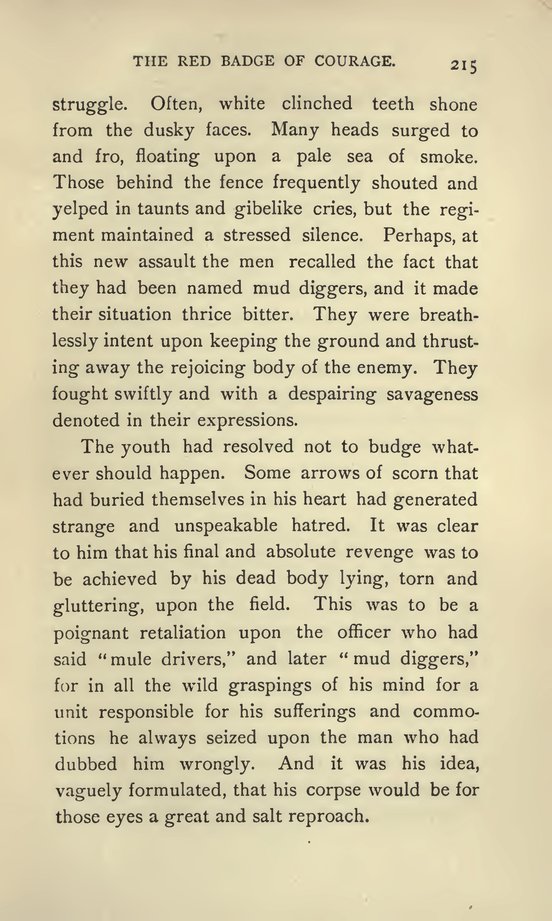 THE RED BADGE OF COURAGE. 215
struggle. Often, white clinched teeth shone
from the dusky faces. Many heads surged to
and fro, floating upon a pale sea of smoke.
Those behind the fence frequently shouted and
yelped in taunts and gibelike cries, but the regi-
ment maintained a stressed silence. Perhaps, at
this new assault the men recalled the fact that
they had been named mud diggers, and it made
their situation thrice bitter. They were breath-
lessly intent upon keeping the ground and thrust-
ing away the rejoicing body of the enemy. They
fought swiftly and with a despairing savageness
denoted in their expressions.
The youth had resolved not to budge what-
ever should happen. Some arrows of scorn that
had buried themselves in his heart had generated
strange and unspeakable hatred. It was clear
to him that his final and absolute revenge was to
be achieved by his dead body lying, torn and
gluttering, upon the field. This was to be a
poignant retaliation upon the officer who had
said "mule drivers," and later "mud diggers,"
for in all the wild graspings of his mind for a
unit responsible for his sufferings and commo-
tions he always seized upon the man who had
dubbed him wrongly. And it was his idea,
vaguely formulated, that his corpse would be for
those eyes a great and salt reproach.